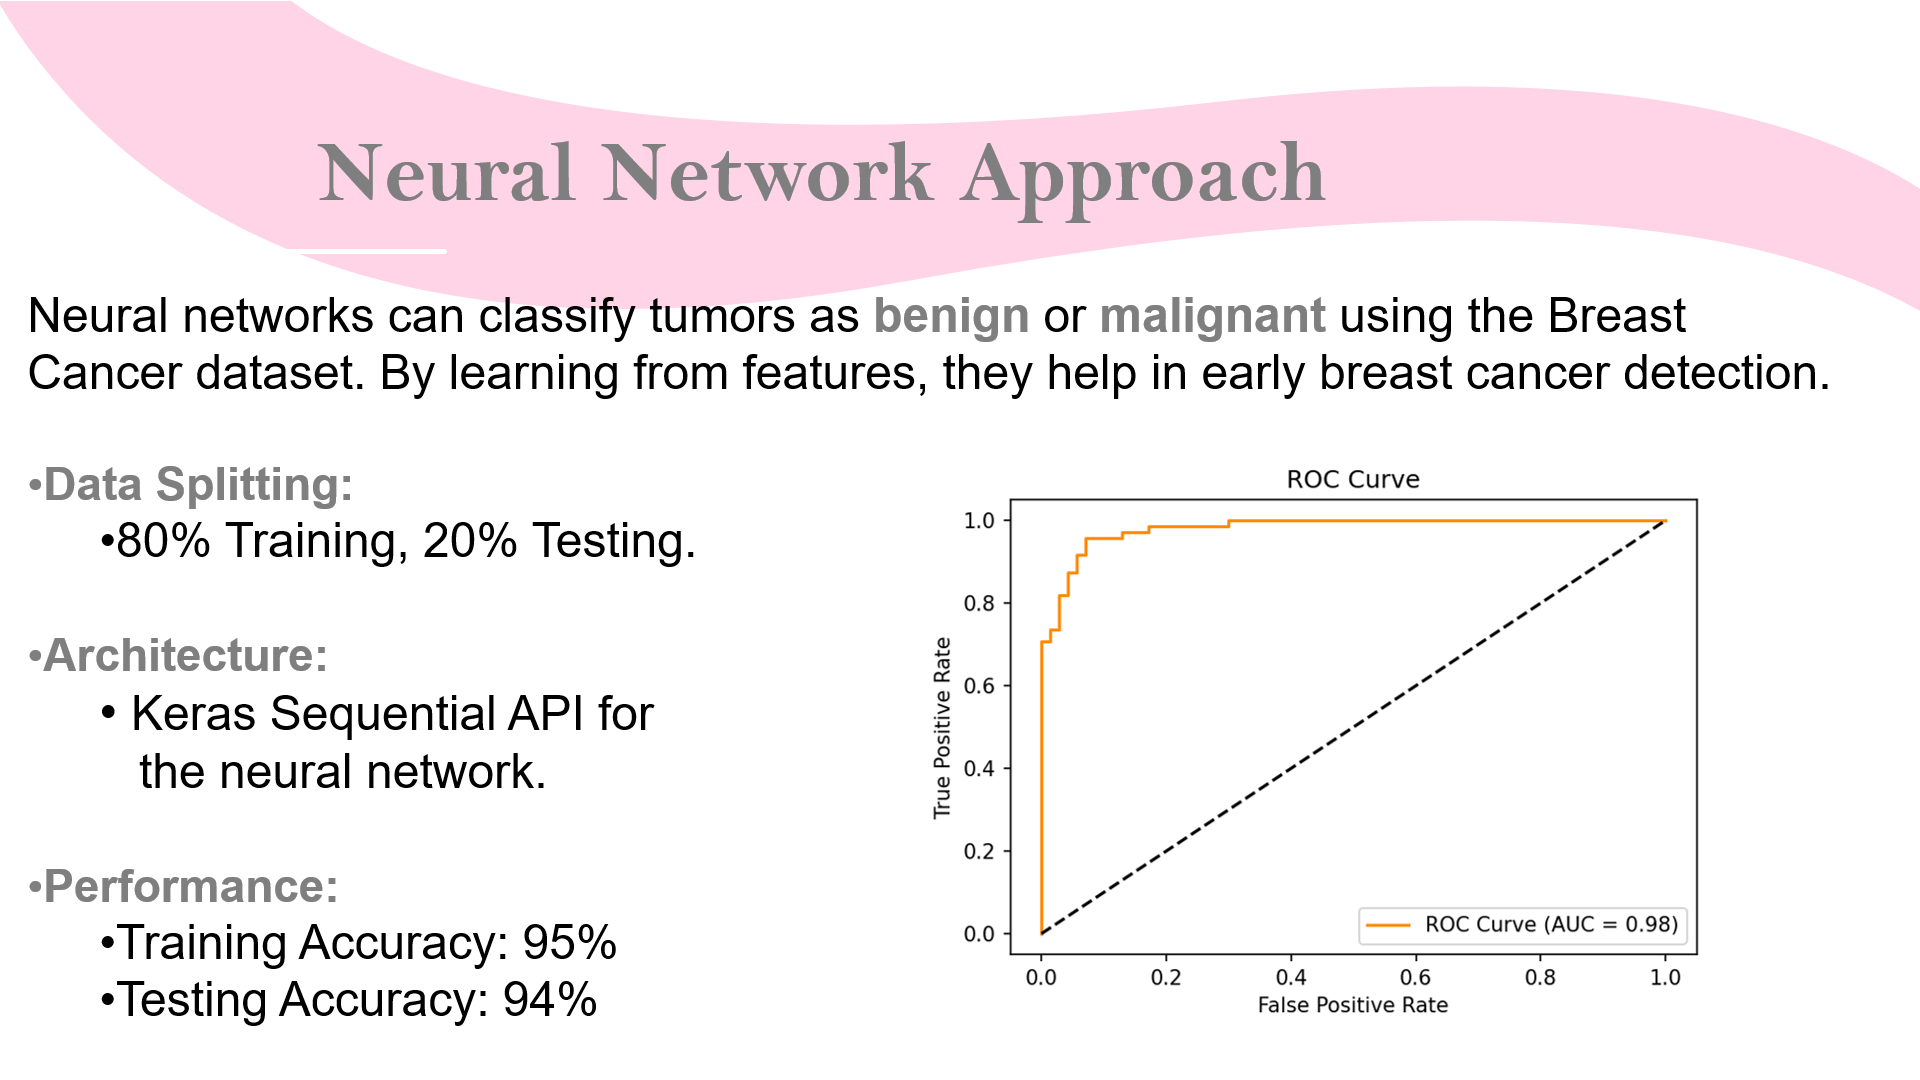 Neural Network Approach
Neural networks can classify tumors as benign or malignant using the Breast
Cancer dataset. By learning from features, they help in early breast cancer detection.
•Data Splitting:
•80% Training, 20% Testing.
•Architecture:
• Keras Sequential API for
the neural network.
•Performance:
•Training Accuracy: 95%
•Testing Accuracy: 94%
ROC Curve
True Positive Rate
1.0
0.8
0.6
0.4
0.2
0.0
ROC Curve (AUC = 0.98)
0.0 0.2 0.4 0.6 0.8 1.0
False Positive Rate